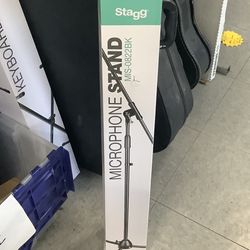 Stagg
MICROPHONE
STAND
MIS-0822BK
KEYBOARD